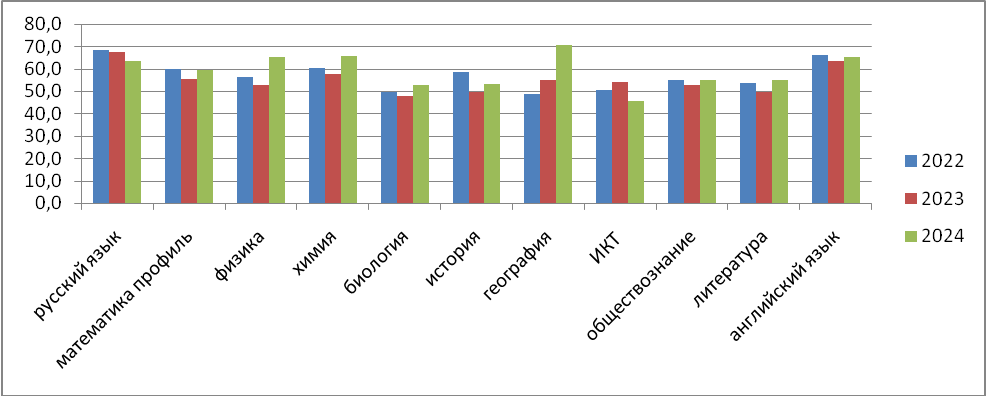 80,0
70,0
60,0
50,0
40,0
30,0
20,0
10,0
0,0
русский язык
математика профиль
физика
химия
биология
история
география
ИКТ
обществознание
литература
английский язык
2022
2023
2024